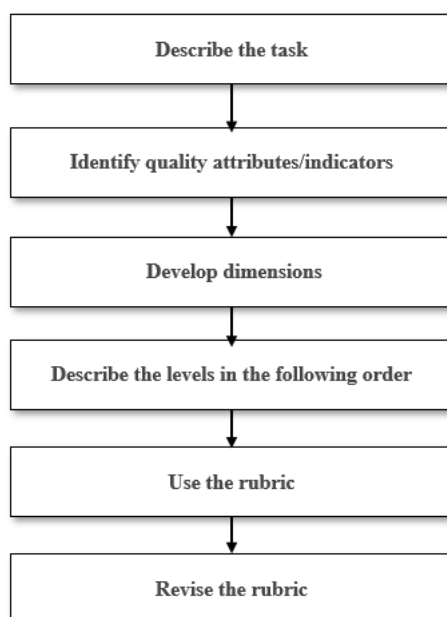 Describe the task
Identify quality attributes/indicators
Develop dimensions
Describe the levels in the following order
Use the rubric
Revise the rubric